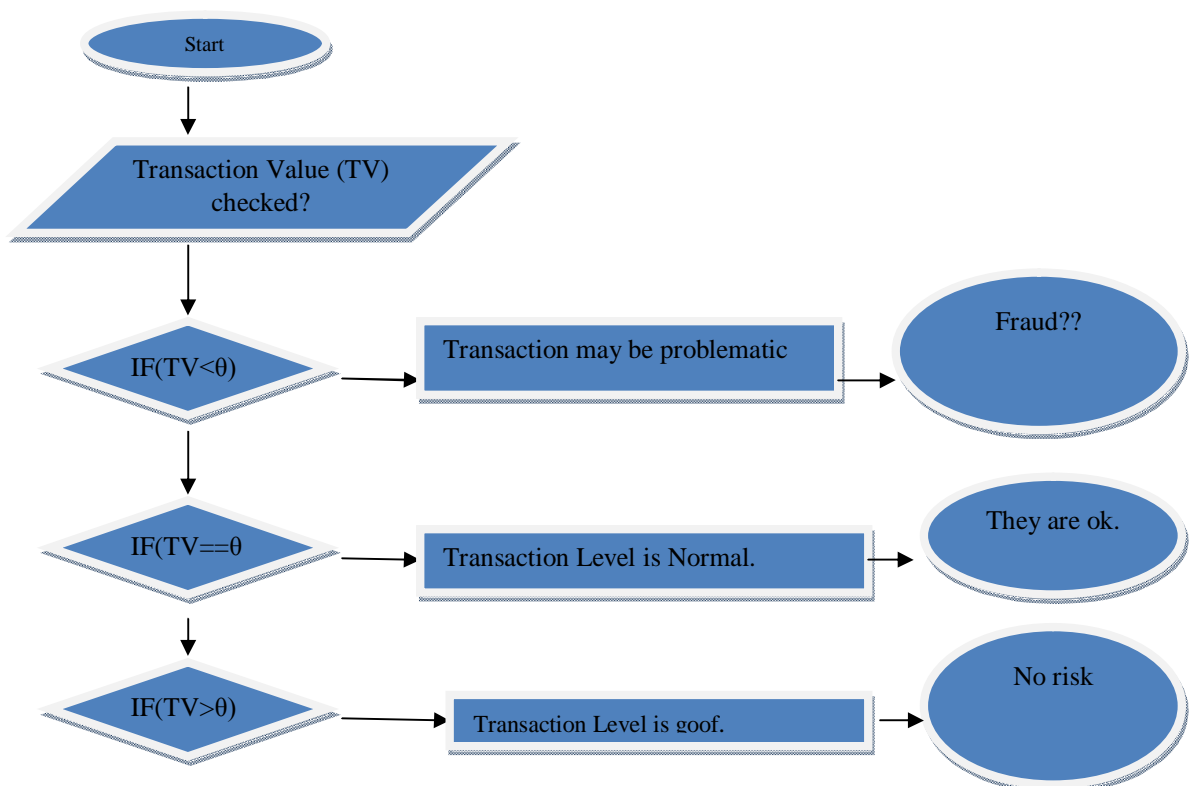 Start
Transaction Value (TV)
checked?
IF(TV<θ)
Transaction may be problematic
Fraud??
IF(TV==θ
Transaction Level is Normal.
They are ok.
IF(TV>θ)
Transaction Level is goof.
No risk